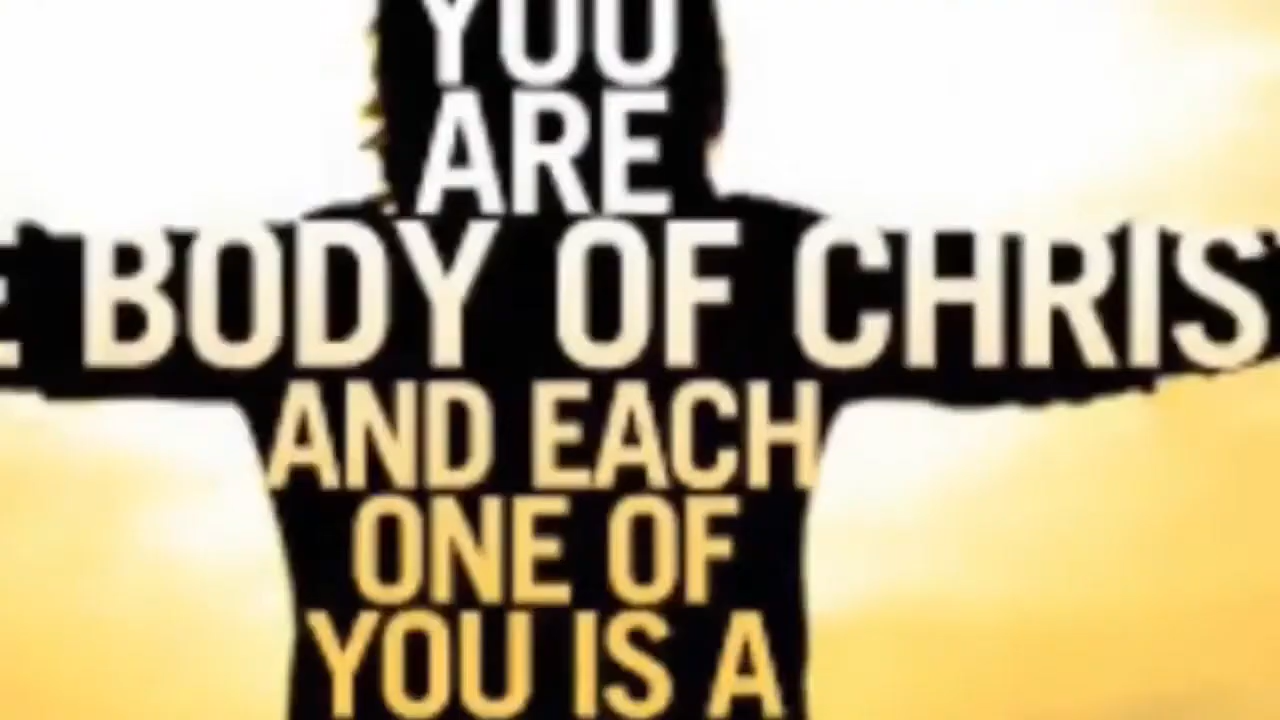 YOU
ARE
E BODY OF CHRIS
AND EACH
ONE OF
YOU IS A